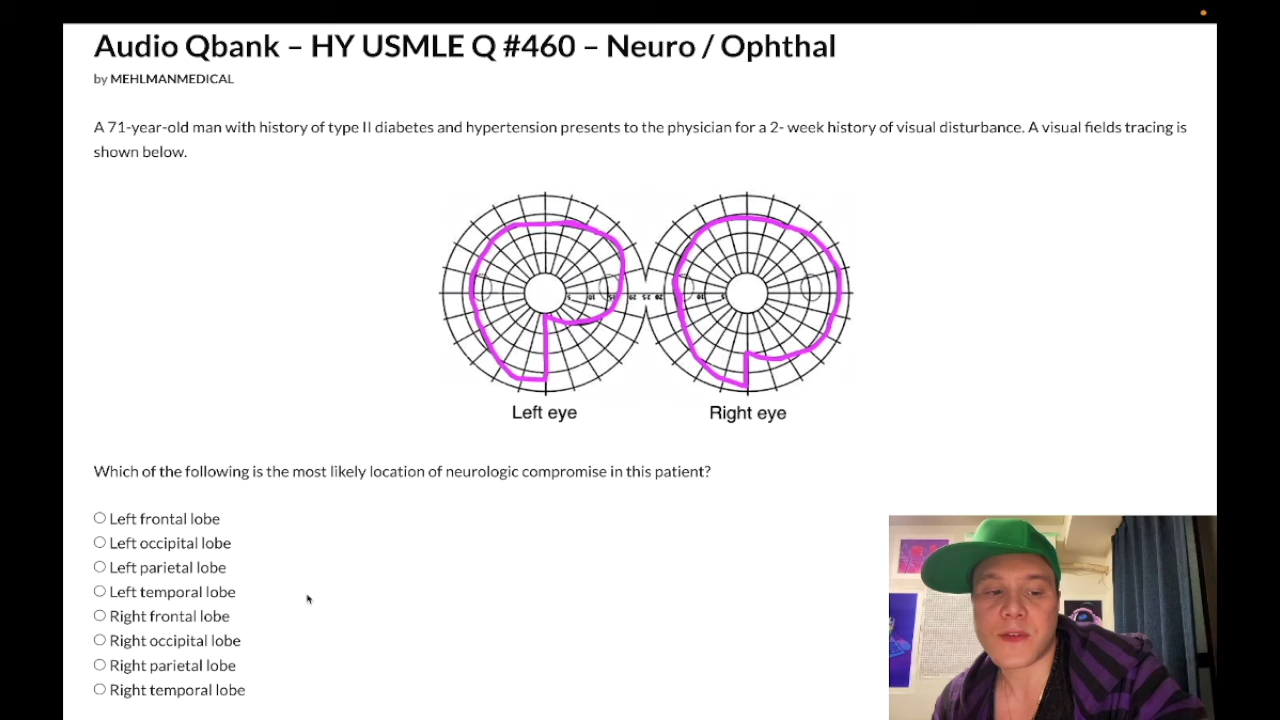 Audio Qbank – HY USMLE Q #460 – Neuro / Ophthal
by MEHLMANMEDICAL
A 71-year-old man with history of type II diabetes and hypertension presents to the physician for a 2- week history of visual disturbance. A visual fields tracing is
shown below.
Left eye
Right eye
Which of the following is the most likely location of neurologic compromise in this patient?
Left frontal lobe
Left occipital lobe
Left parietal lobe
Left temporal lobe
Right frontal lobe
Right occipital lobe
Right parietal lobe
Right temporal lobe